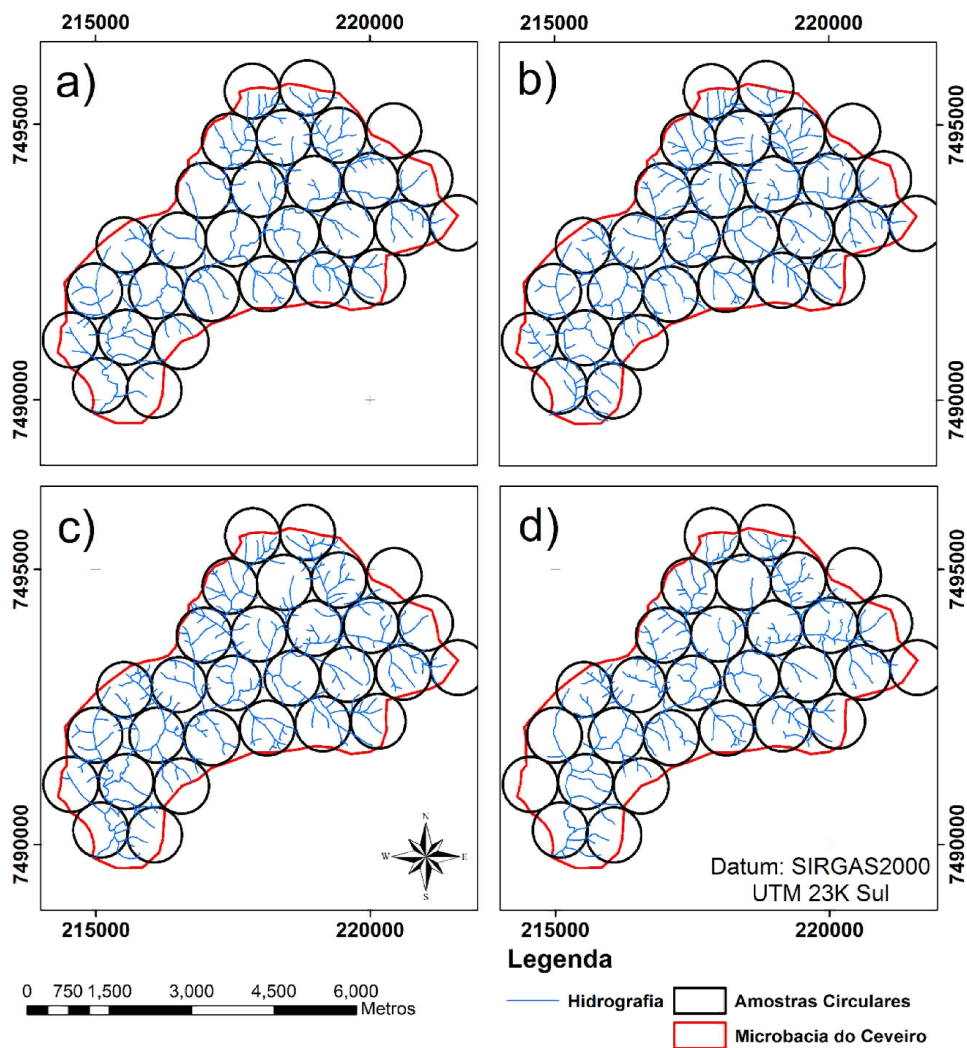 215000 220000 215000 220000
a) b)
7495000 7495000
7490000 7490000
c) d)
7495000 7495000
7490000 7490000
N
W E
S
Datum: SIRGAS2000
UTM 23K Sul
215000 220000 215000 220000
Legenda
0 750 1,500 3,000 4,500 6,000
Metros
Hidrografia Amostras Circulares
Microbacia do Ceveiro